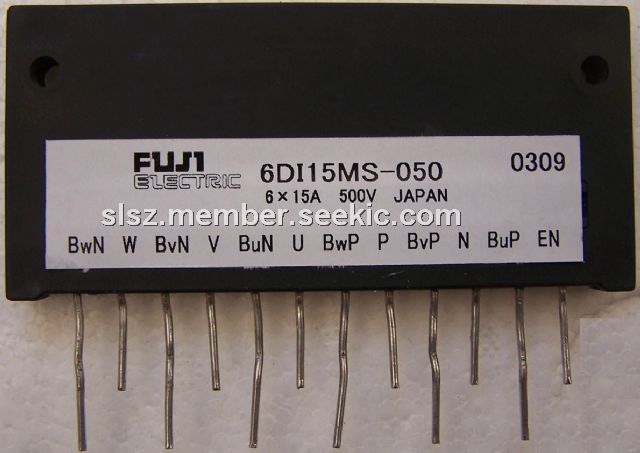 FUJI ELECTRIC 6DI15MS-050 0309
6×15A 500V JAPAN
slsz.member.seekic.com
BwN W BvN V BuN U BwP P BvP N BuP EN